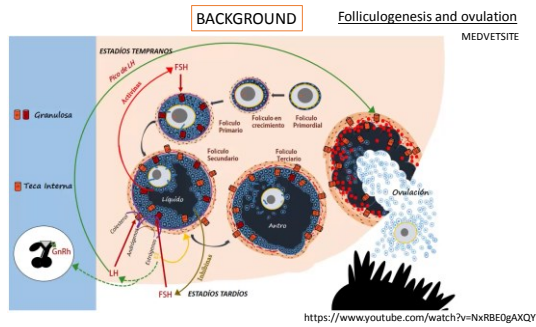 BACKGROUND
Folliculogenesis and ovulation
MEDVETSITE
ESTADÍOS TEMPRANOS
FSH
Pico de LH
Activinas
Granulosa
Folículo Primario
Folículo en crecimiento
Folículo Primordial
Folículo Secundario
Folículo Terciario
Teca interna
Líquido
Antro
Ovulación
Colesterol
Andrógenos
Estrógenos
Inhibinas
GnRh
LH
FSH
ESTADÍOS TARDÍOS
https://www.youtube.com/watch?v=NxRBE0gAXQY